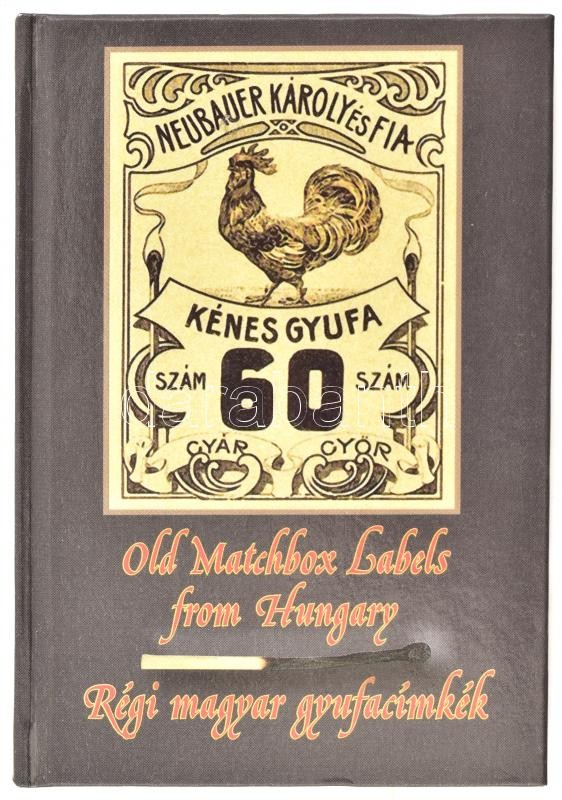 NEUBAUER KÁROLY és FIA
KÉNES GYUFA
SZÁM 60 SZÁM
GYÁR GYŐR
Old Matchbox Labels
from Hungary
Régi magyar gyufacímkék